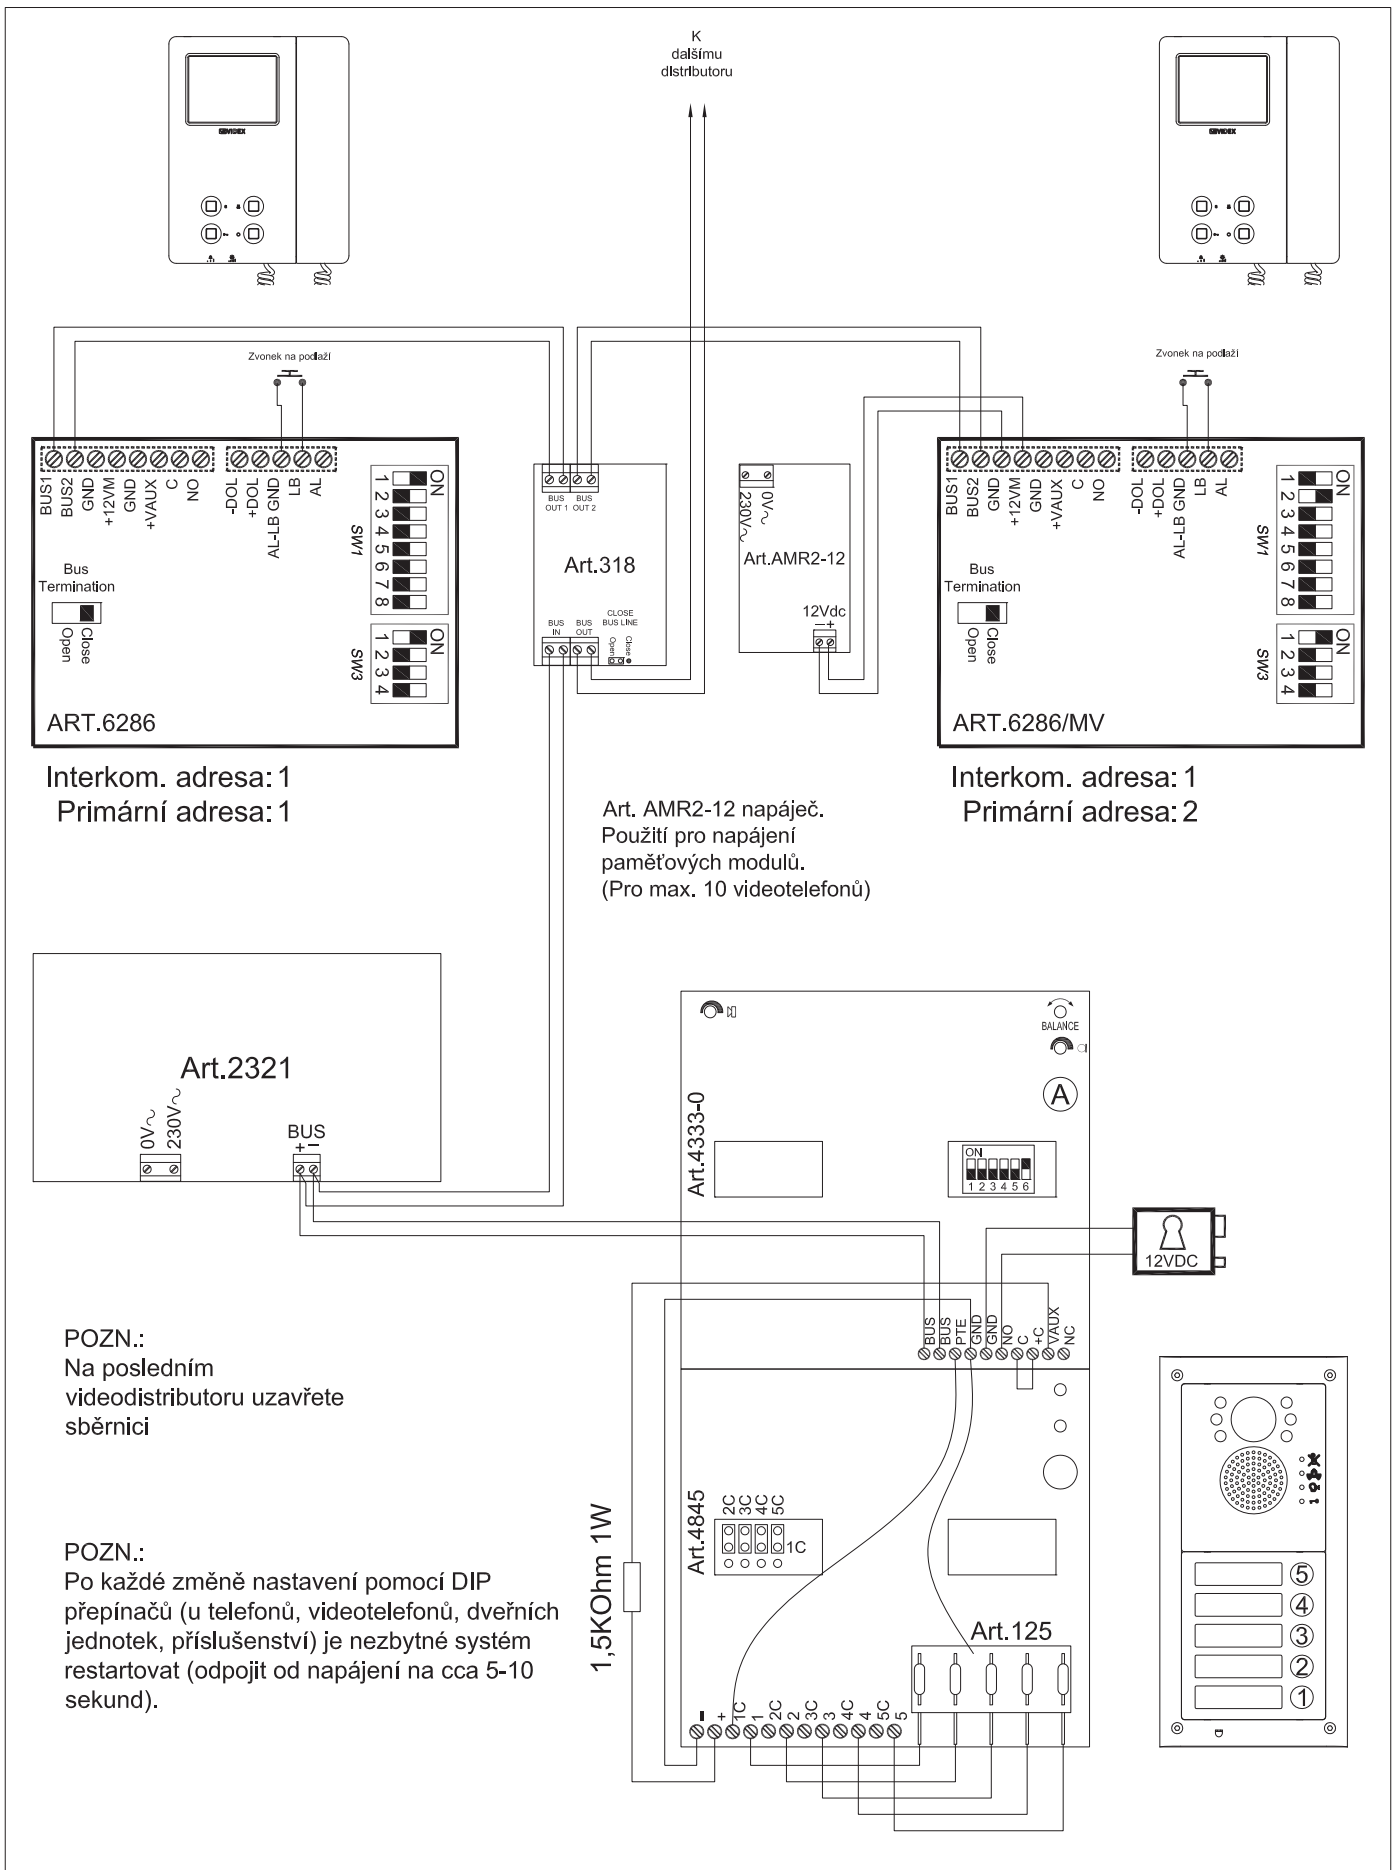 K
dalšímu
distributoru
VIDEX
VIDEX
Zvonek na podlaží
Zvonek na podlaží
BUS1
BUS2
GND
+12VM
GND
+VAUX
C
NO
-DOL
+DOL
AL-LB GND
LB
AL
ON
1
2
3
4
5
6
7
8
SW1
Bus
Termination
Open
Close
ON
1
2
3
4
SW3
ART.6286
Interkom. adresa: 1
Primární adresa: 1
BUS
OUT 1
BUS
OUT 2
Art.318
BUS
IN
BUS
OUT
CLOSE
BUS LINE
Open
Close
230V~
0V~
Art.AMR2-12
12Vdc
– +
BUS1
BUS2
GND
+12VM
GND
+VAUX
C
NO
-DOL
+DOL
AL-LB GND
LB
AL
ON
1
2
3
4
5
6
7
8
SW1
Bus
Termination
Open
Close
ON
1
2
3
4
SW3
ART.6286/MV
Interkom. adresa: 1
Primární adresa: 2
Art. AMR2-12 napáječ.
Použití pro napájení
paměťových modulů.
(Pro max. 10 videotelefonů)
Art.2321
0V~
230V~
BUS
+ –
BALANCE
A
Art.4333-0
ON
1 2 3 4 5 6
12VDC
BUS
BUS
PTE
GND
GND
NO
C
+C
VAUX
NC
POZN.:
Na posledním
videodistributoru uzavřete
sběrnici
POZN.:
Po každé změně nastavení pomocí DIP
přepínačů (u telefonů, videotelefonů, dveřních
jednotek, příslušenství) je nezbytné systém
restartovat (odpojit od napájení na cca 5-10
sekund).
1,5KOhm 1W
Art.4845
2C
3C
4C
5C
1C
Art.125
–
+
1C
1
2C
2
3C
3
4C
4
5C
5
5
4
3
2
1